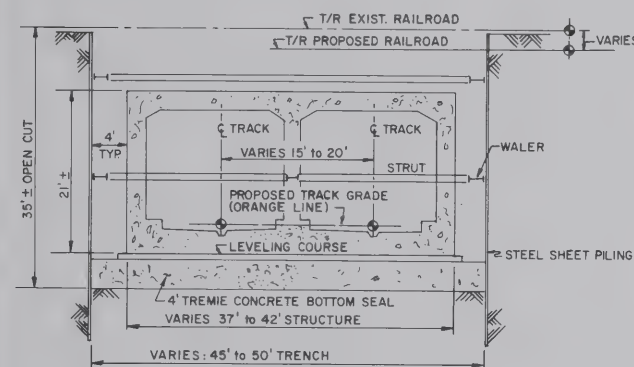 T/R EXIST. RAILROAD
T/R PROPOSED RAILROAD
VARIES
4'
TYP.
℄ TRACK
℄ TRACK
VARIES 15' to 20'
WALER
STRUT
35' ± OPEN CUT
21' ±
PROPOSED TRACK GRADE
(ORANGE LINE)
LEVELING COURSE
STEEL SHEET PILING
4' TREMIE CONCRETE BOTTOM SEAL
VARIES 37' to 42' STRUCTURE
VARIES: 45' to 50' TRENCH